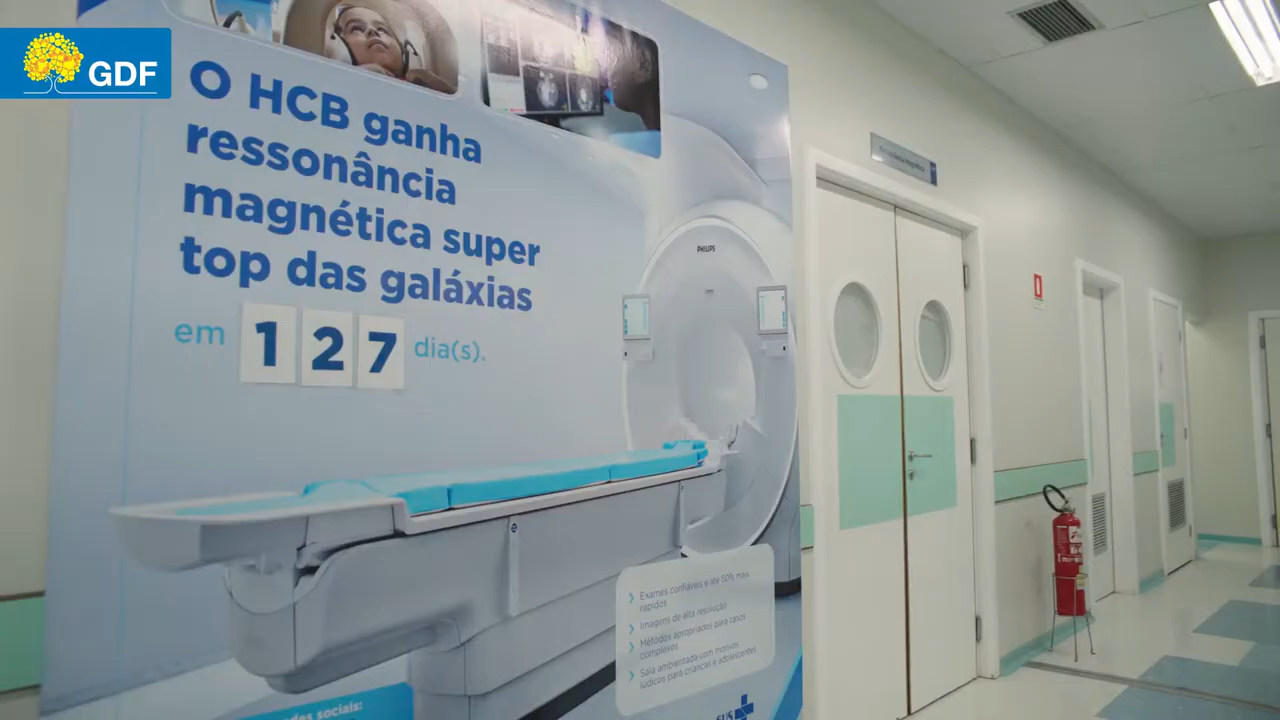 GDF
O HCB ganha
ressonância
magnética super
top das galáxias
em 127 dia(s).
PHILIPS
Exames confiáveis e até 50% mais
rápidos
Imagens de alta resolução
Métodos apropriados para casos
complexos
Sala ambientada com motivos
lúdicos para crianças e adolescentes
sociais:
SUS